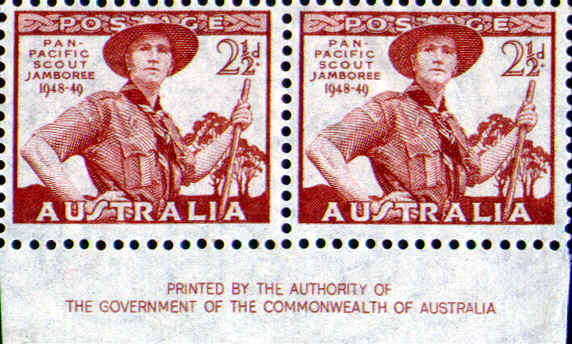 POSTAGE
PAN-
PACIFIC
SCOUT
JAMBOREE
1948-49
2½d.
AUSTRALIA
POSTAGE
PAN-
PACIFIC
SCOUT
JAMBOREE
1948-49
2½d.
AUSTRALIA
PRINTED BY THE AUTHORITY OF
THE GOVERNMENT OF THE COMMONWEALTH OF AUSTRALIA